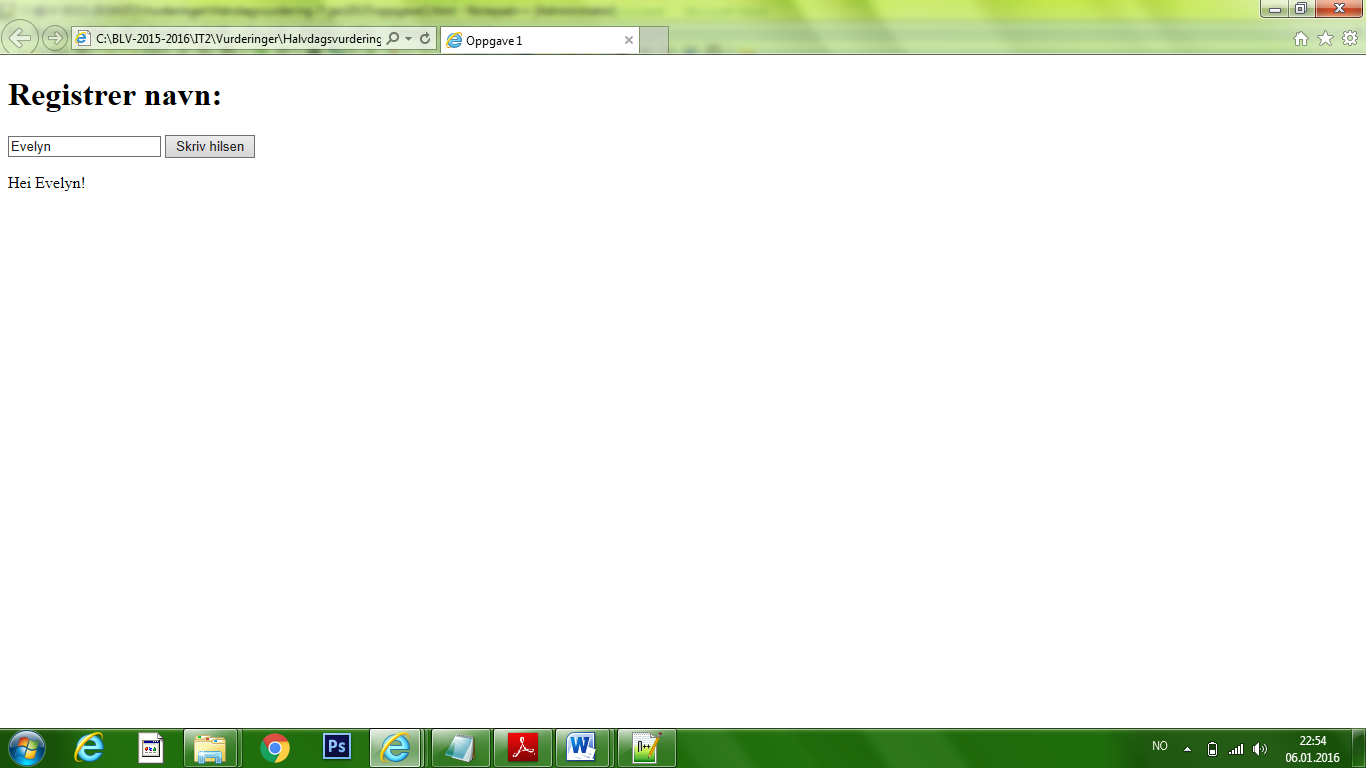 C:\BLV-2015-2016\IT2\Vurderinger\Halvdagsvurdering
Oppgave 1
Registrer navn:
Evelyn
Skriv hilsen
Hei Evelyn!
Ps
NO
22:54
06.01.2016